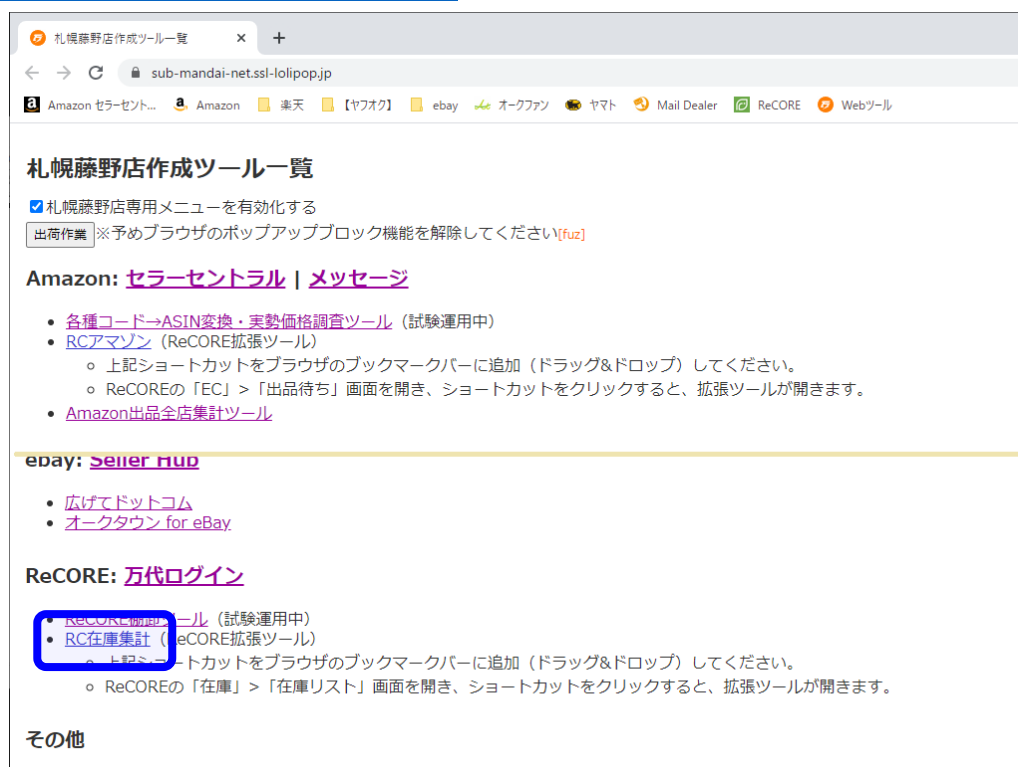 札幌藤野店作成ツール一覧
sub-mandai-net.ssl-lolipop.jp
Amazon セラーセント... Amazon 楽天 【ヤフオク】 ebay オークファン ヤマト Mail Dealer ReCORE Webツール
札幌藤野店作成ツール一覧
札幌藤野店専用メニューを有効化する
出荷作業 ※予めブラウザのポップアップブロック機能を解除してください[fuz]
Amazon: セラーセントラル | メッセージ
各種コード→ASIN変換・実勢価格調査ツール（試験運用中）
RCアマゾン（ReCORE拡張ツール）
上記ショートカットをブラウザのブックマークバーに追加（ドラッグ&ドロップ）してください。
ReCOREの「EC」>「出品待ち」画面を開き、ショートカットをクリックすると、拡張ツールが開きます。
Amazon出品全店集計ツール
ebay: Seller Hub
広げてドットコム
オークタウン for eBay
ReCORE: 万代ログイン
ReCORE棚卸ツール（試験運用中）
RC在庫集計（ReCORE拡張ツール）
上記ショートカットをブラウザのブックマークバーに追加（ドラッグ&ドロップ）してください。
ReCOREの「在庫」>「在庫リスト」画面を開き、ショートカットをクリックすると、拡張ツールが開きます。
その他